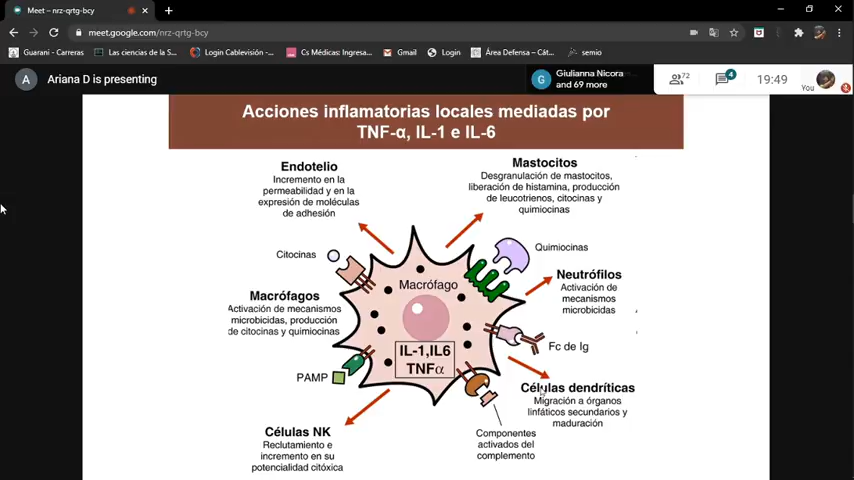 Meet – nrz-qrtg-bcy
meet.google.com/nrz-qrtg-bcy
Guarani - Carreras
Las ciencias de la S...
Login Cablevisión...
Cs Médicas: Ingresa...
Gmail
Login
Área Defensa – Cát...
semio
A
Ariana D is presenting
G
Giulianna Nicora
and 69 more
72
4
19:49
You
Acciones inflamatorias locales mediadas por
TNF-α, IL-1 e IL-6
Endotelio
Incremento en la
permeabilidad y en la
expresión de moléculas
de adhesión
Mastocitos
Desgranulación de mastocitos,
liberación de histamina, producción
de leucotrienos, citocinas y
quimiocinas
Citocinas
Quimiocinas
Macrófago
Neutrófilos
Activación de
mecanismos
microbicidas
Macrófagos
Activación de mecanismos
microbicidas, producción
de citocinas y quimiocinas
IL-1,IL6
TNFα
Fc de Ig
PAMP
Células dendríticas
Migración a órganos
linfáticos secundarios y
maduración
Células NK
Reclutamiento e
incremento en su
potencialidad citóxica
Componentes
activados del
complemento